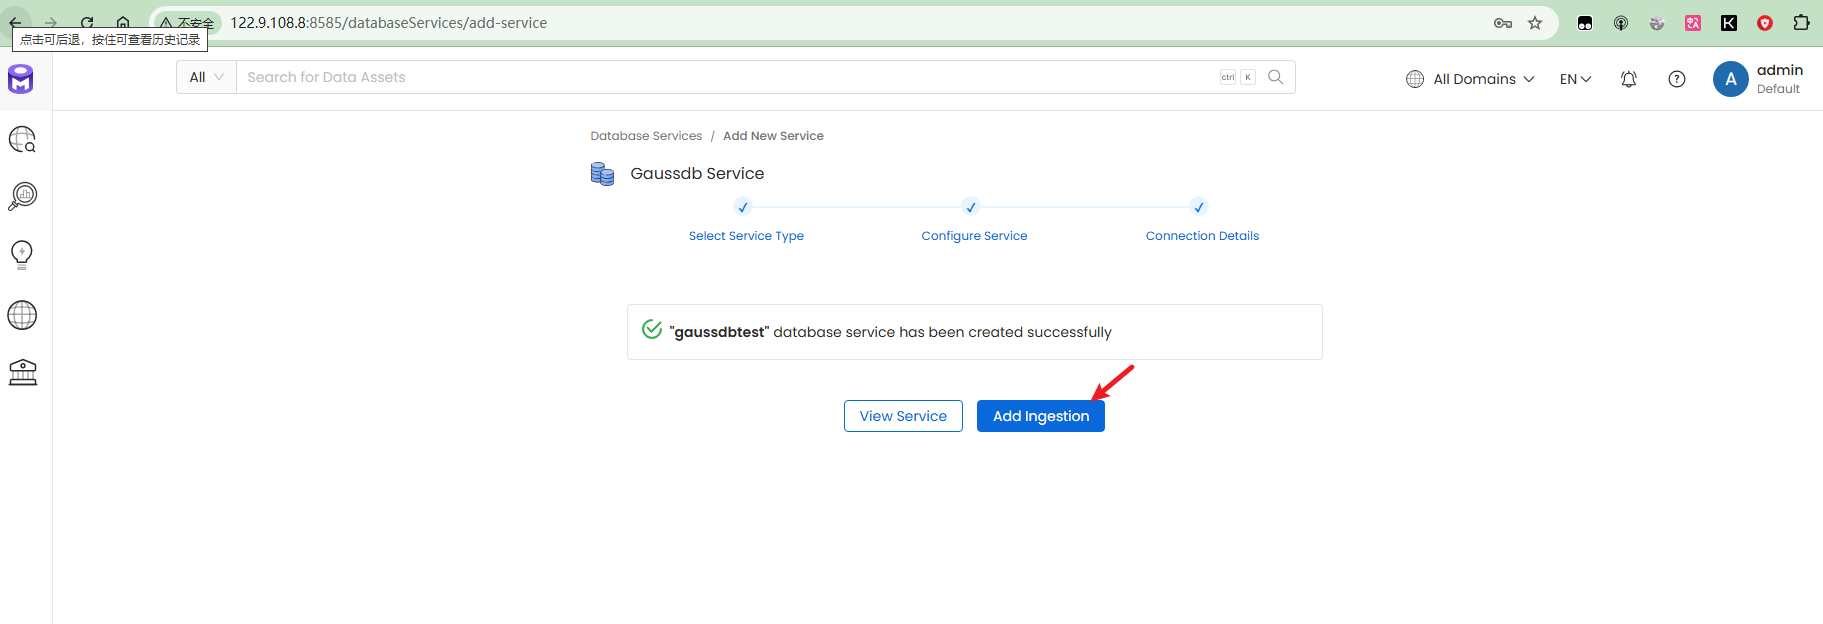 不安全
122.9.108.8:8585/databaseServices/add-service
点击可后退，按住可查看历史记录
All
Search for Data Assets
ctrl K
All Domains
EN
A
admin
Default
Database Services / Add New Service
Gaussdb Service
Select Service Type
Configure Service
Connection Details
"gaussdbtest" database service has been created successfully
View Service
Add Ingestion